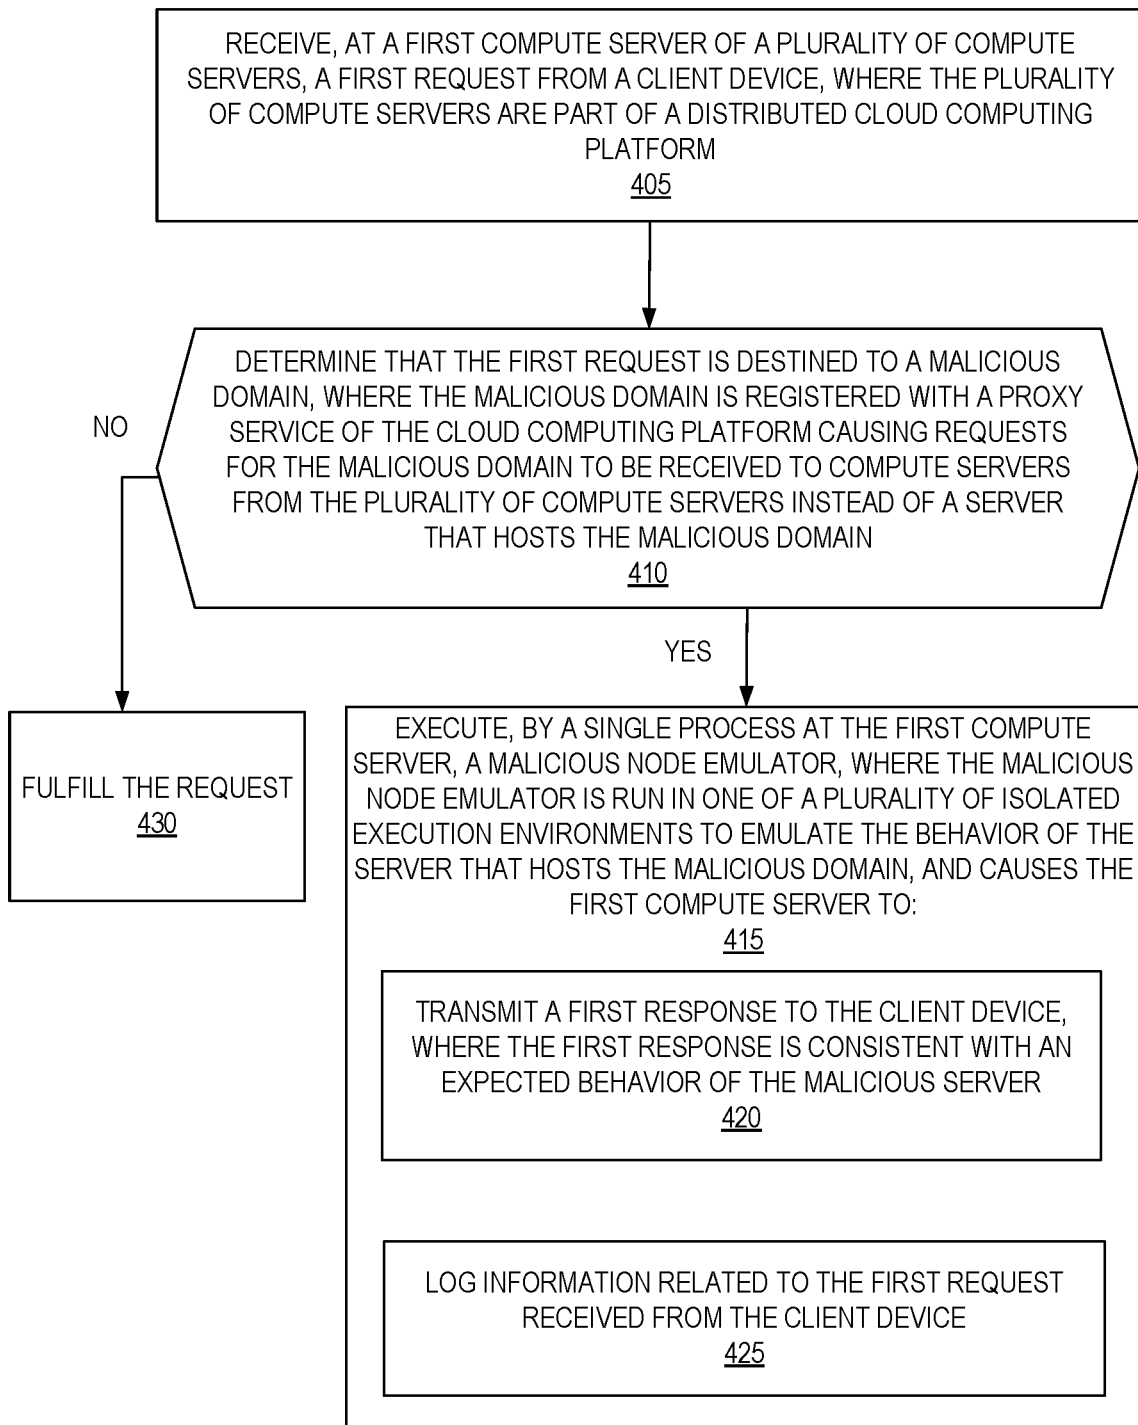 RECEIVE, AT A FIRST COMPUTE SERVER OF A PLURALITY OF COMPUTE
SERVERS, A FIRST REQUEST FROM A CLIENT DEVICE, WHERE THE PLURALITY
OF COMPUTE SERVERS ARE PART OF A DISTRIBUTED CLOUD COMPUTING
PLATFORM
405
DETERMINE THAT THE FIRST REQUEST IS DESTINED TO A MALICIOUS
DOMAIN, WHERE THE MALICIOUS DOMAIN IS REGISTERED WITH A PROXY
SERVICE OF THE CLOUD COMPUTING PLATFORM CAUSING REQUESTS
FOR THE MALICIOUS DOMAIN TO BE RECEIVED TO COMPUTE SERVERS
FROM THE PLURALITY OF COMPUTE SERVERS INSTEAD OF A SERVER
THAT HOSTS THE MALICIOUS DOMAIN
410
NO
YES
FULFILL THE REQUEST
430
EXECUTE, BY A SINGLE PROCESS AT THE FIRST COMPUTE
SERVER, A MALICIOUS NODE EMULATOR, WHERE THE MALICIOUS
NODE EMULATOR IS RUN IN ONE OF A PLURALITY OF ISOLATED
EXECUTION ENVIRONMENTS TO EMULATE THE BEHAVIOR OF THE
SERVER THAT HOSTS THE MALICIOUS DOMAIN, AND CAUSES THE
FIRST COMPUTE SERVER TO:
415
TRANSMIT A FIRST RESPONSE TO THE CLIENT DEVICE,
WHERE THE FIRST RESPONSE IS CONSISTENT WITH AN
EXPECTED BEHAVIOR OF THE MALICIOUS SERVER
420
LOG INFORMATION RELATED TO THE FIRST REQUEST
RECEIVED FROM THE CLIENT DEVICE
425